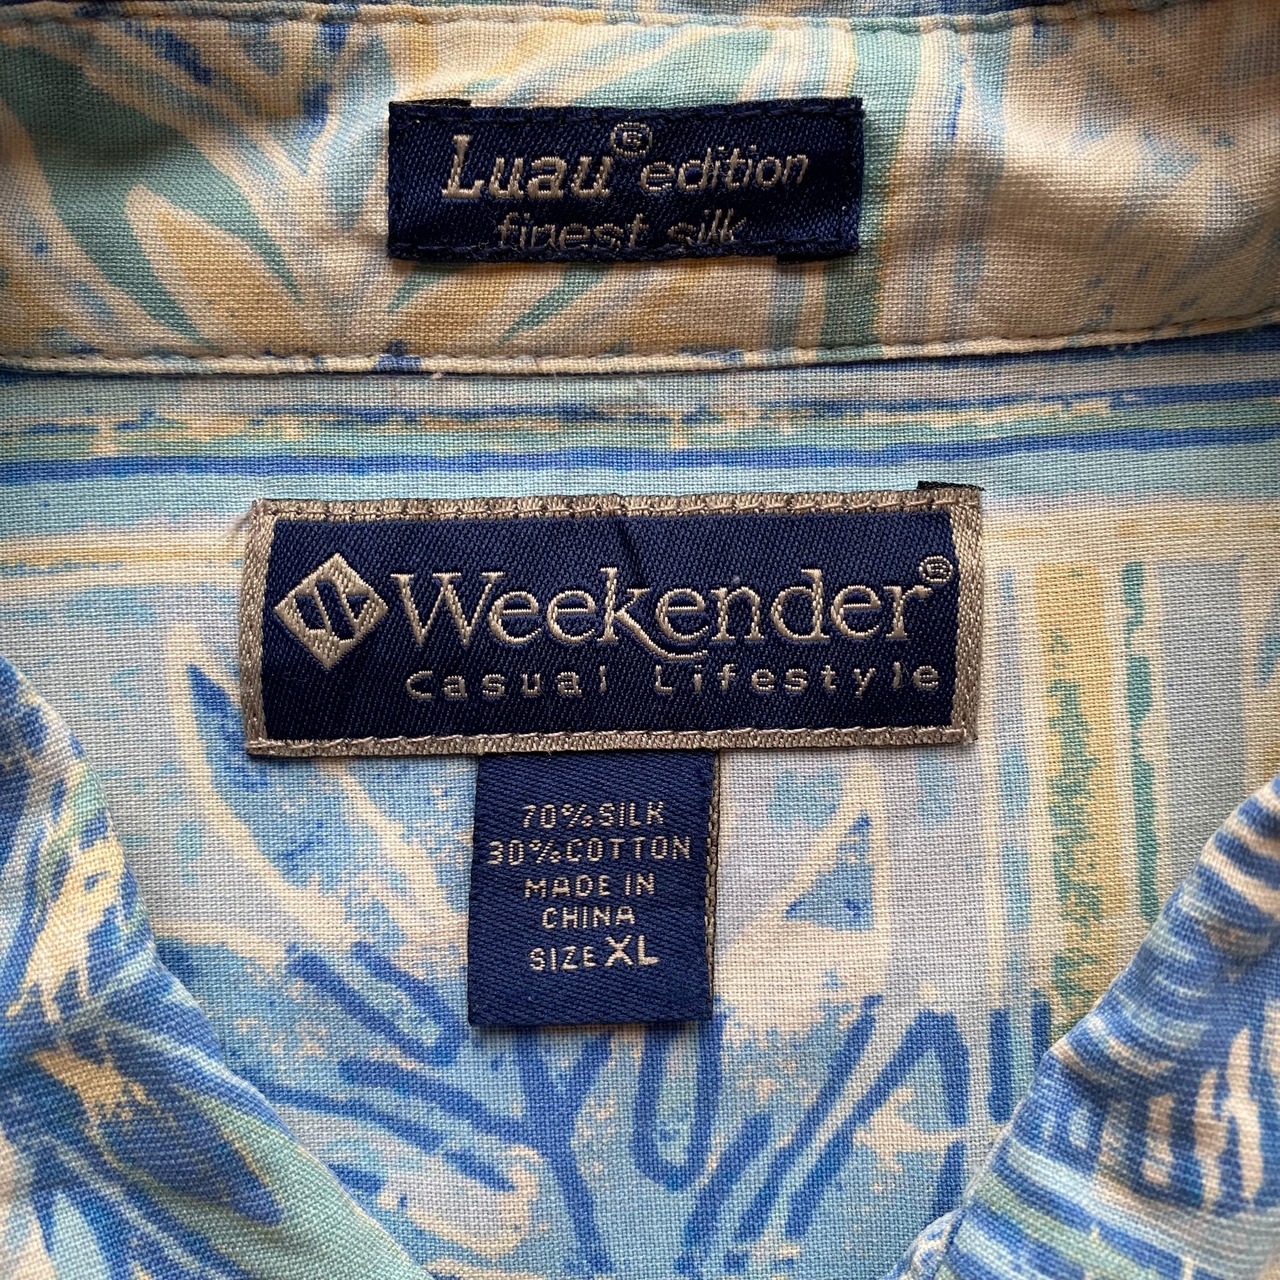 Luau® edition
finest silk
Weekender®
Casual Lifestyle
70% SILK
30% COTTON
MADE IN
CHINA
SIZE XL